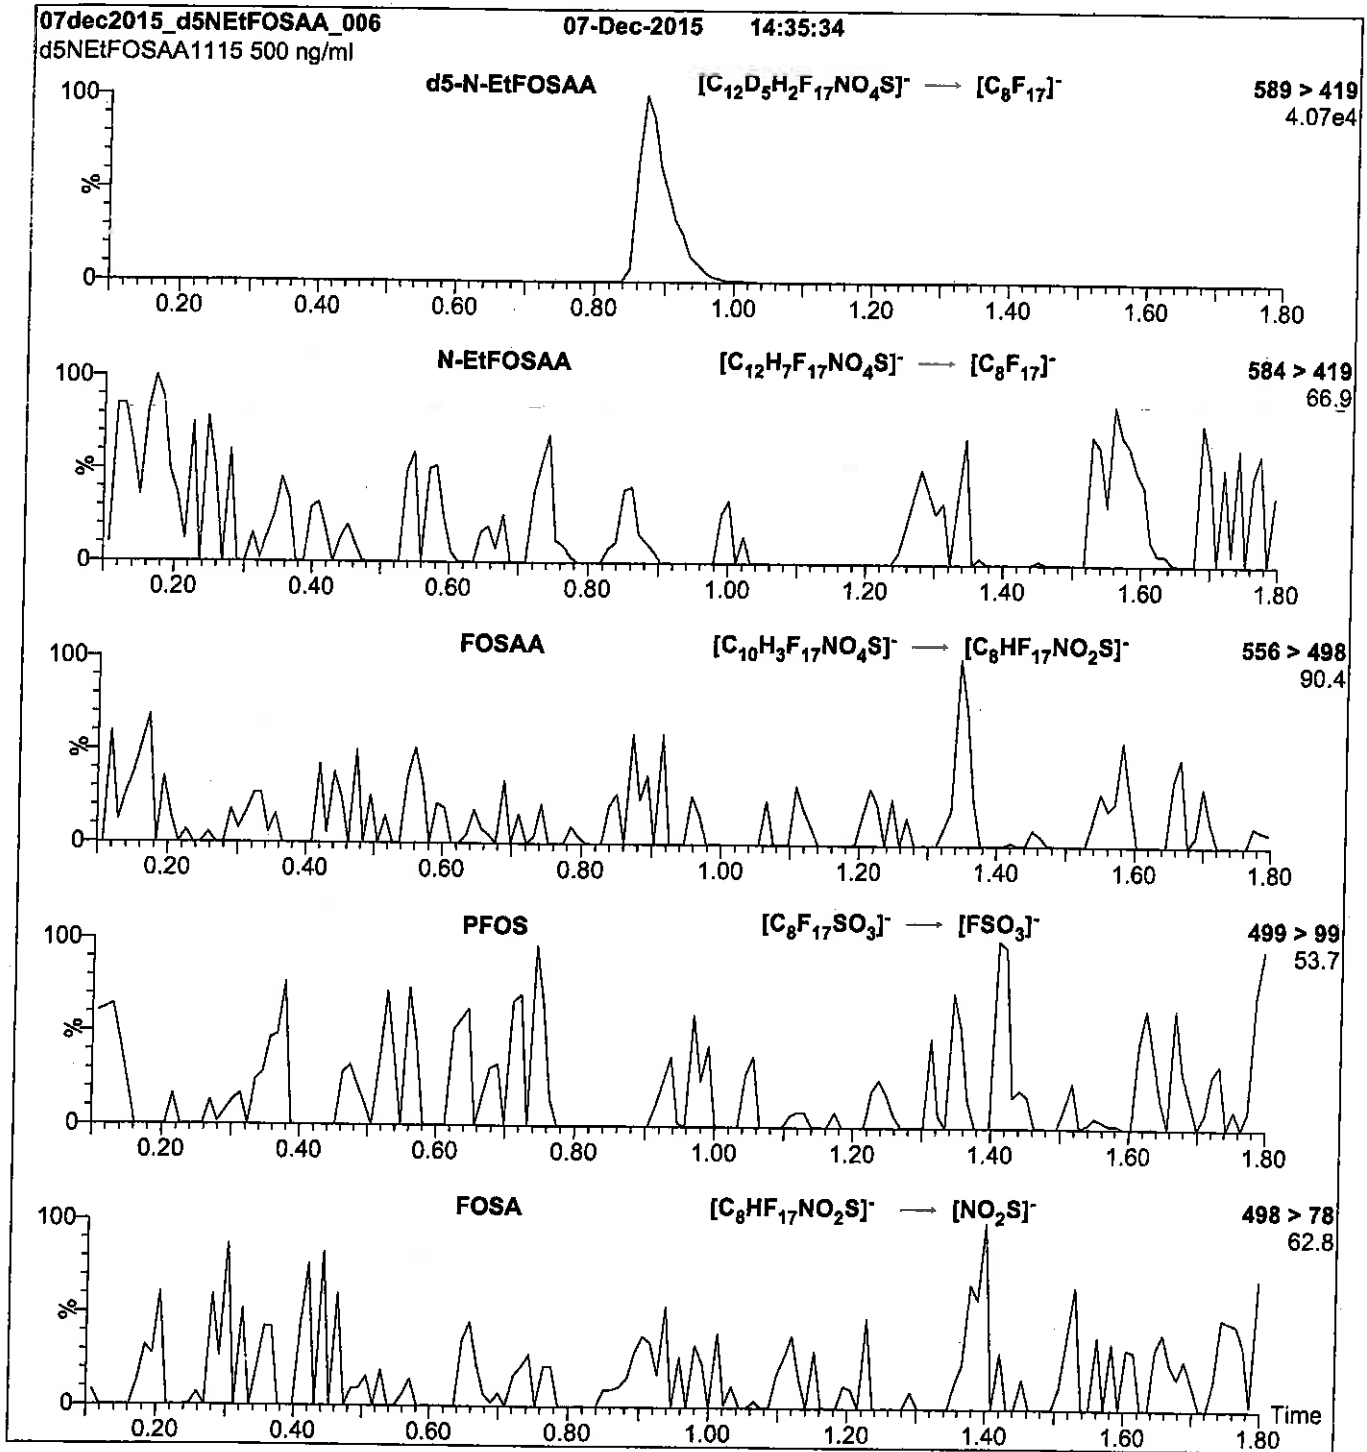 07dec2015_d5NEtFOSAA_006 07-Dec-2015 14:35:34
d5NEtFOSAA1115 500 ng/ml
d5-N-EtFOSAA [C12D5H2F17NO4S]- → [C8F17]- 589 > 419
4.07e4
100
%
0
0.20 0.40 0.60 0.80 1.00 1.20 1.40 1.60 1.80
N-EtFOSAA [C12H7F17NO4S]- → [C8F17]- 584 > 419
66.9
100
%
0
0.20 0.40 0.60 0.80 1.00 1.20 1.40 1.60 1.80
FOSAA [C10H3F17NO4S]- → [C8HF17NO2S]- 556 > 498
90.4
100
%
0
0.20 0.40 0.60 0.80 1.00 1.20 1.40 1.60 1.80
PFOS [C8F17SO3]- → [FSO3]- 499 > 99
53.7
100
%
0
0.20 0.40 0.60 0.80 1.00 1.20 1.40 1.60 1.80
FOSA [C8HF17NO2S]- → [NO2S]- 498 > 78
62.8
100
%
0
0.20 0.40 0.60 0.80 1.00 1.20 1.40 1.60 1.80 Time